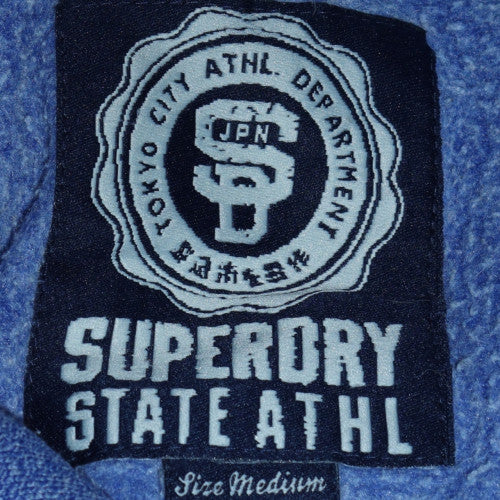 TOKYO CITY ATHL. DEPARTMENT
SD
JPN
SUPERDRY
STATE ATHL
Size Medium